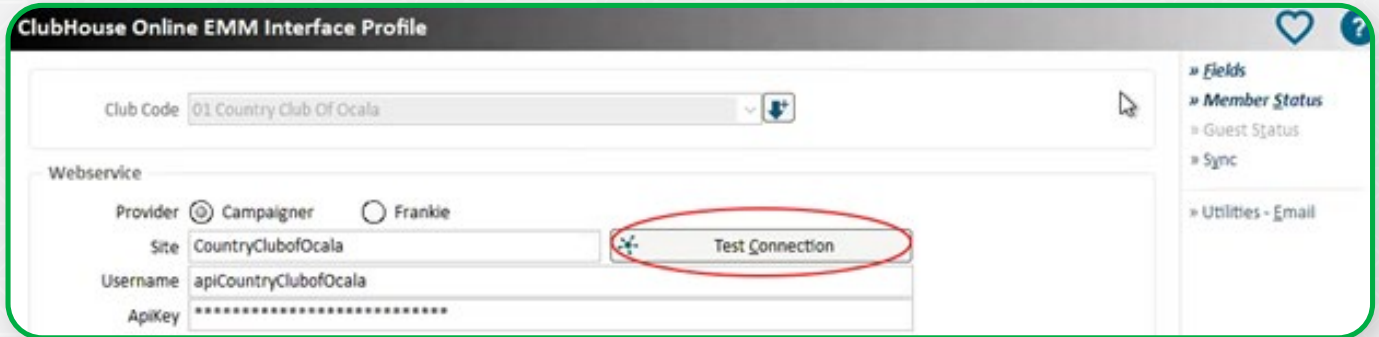 ClubHouse Online EMM Interface Profile
?
Club Code 01 Country Club Of Ocala
Webservice
Provider Campaigner Frankie
Site CountryClubofOcala Test Connection
Username apiCountryClubofOcala
ApiKey ****************************
» Fields
» Member Status
» Guest Status
» Sync
» Utilities - Email